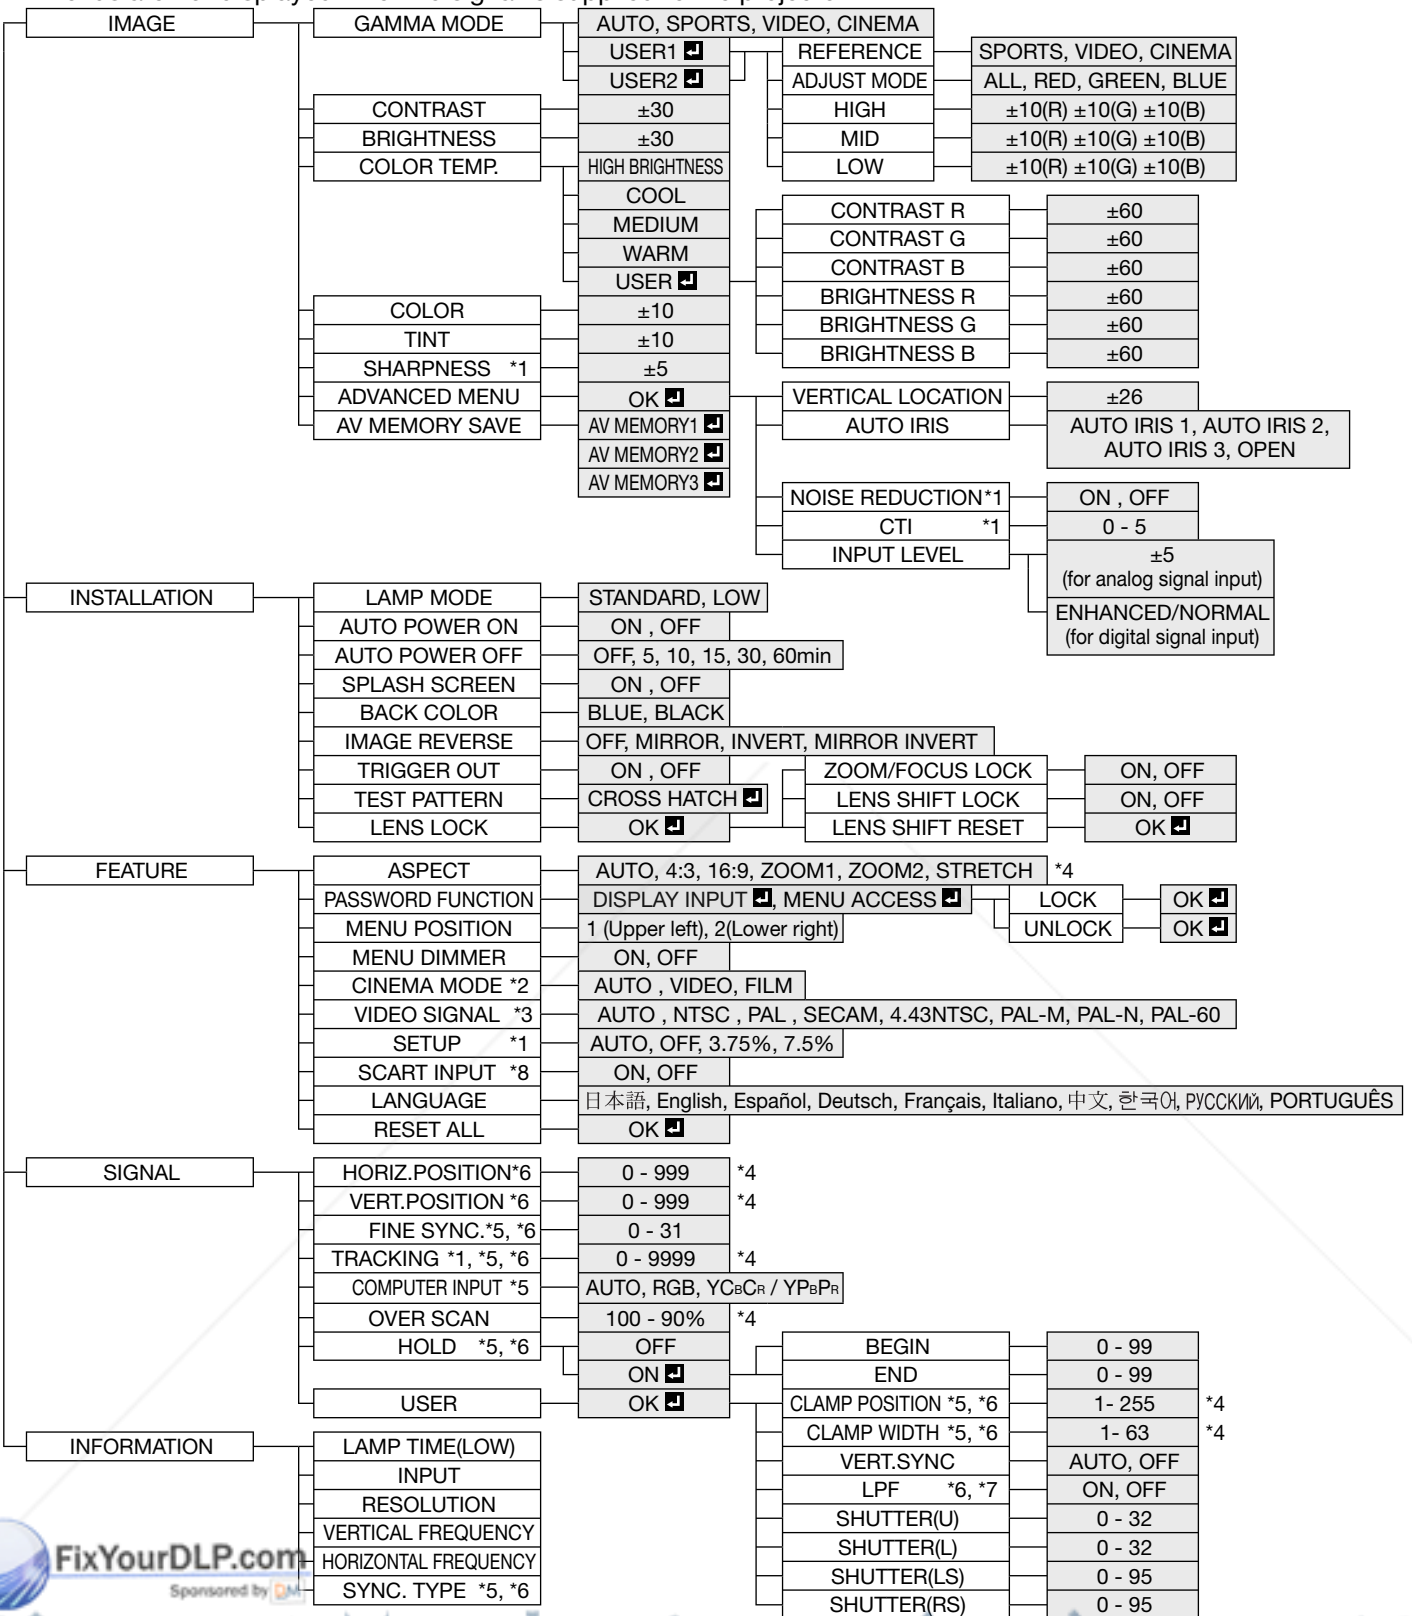 IMAGE
GAMMA MODE
AUTO, SPORTS, VIDEO, CINEMA
USER1
REFERENCE
SPORTS, VIDEO, CINEMA
USER2
ADJUST MODE
ALL, RED, GREEN, BLUE
CONTRAST
±30
HIGH
±10(R) ±10(G) ±10(B)
BRIGHTNESS
±30
MID
±10(R) ±10(G) ±10(B)
COLOR TEMP.
HIGH BRIGHTNESS
LOW
±10(R) ±10(G) ±10(B)
COOL
CONTRAST R
±60
MEDIUM
CONTRAST G
±60
WARM
CONTRAST B
±60
USER
BRIGHTNESS R
±60
COLOR
±10
BRIGHTNESS G
±60
TINT
±10
BRIGHTNESS B
±60
SHARPNESS *1
±5
ADVANCED MENU
OK
VERTICAL LOCATION
±26
AV MEMORY SAVE
AV MEMORY1
AUTO IRIS
AUTO IRIS 1, AUTO IRIS 2,
AUTO IRIS 3, OPEN
AV MEMORY2
AV MEMORY3
NOISE REDUCTION*1
ON , OFF
CTI *1
0 - 5
INPUT LEVEL
±5
(for analog signal input)
ENHANCED/NORMAL
(for digital signal input)
INSTALLATION
LAMP MODE
STANDARD, LOW
AUTO POWER ON
ON , OFF
AUTO POWER OFF
OFF, 5, 10, 15, 30, 60min
SPLASH SCREEN
ON , OFF
BACK COLOR
BLUE, BLACK
IMAGE REVERSE
OFF, MIRROR, INVERT, MIRROR INVERT
TRIGGER OUT
ON , OFF
ZOOM/FOCUS LOCK
ON, OFF
TEST PATTERN
CROSS HATCH
LENS SHIFT LOCK
ON, OFF
LENS LOCK
OK
LENS SHIFT RESET
OK
FEATURE
ASPECT
AUTO, 4:3, 16:9, ZOOM1, ZOOM2, STRETCH *4
PASSWORD FUNCTION
DISPLAY INPUT , MENU ACCESS
LOCK
OK
MENU POSITION
1 (Upper left), 2(Lower right)
UNLOCK
OK
MENU DIMMER
ON, OFF
CINEMA MODE *2
AUTO , VIDEO, FILM
VIDEO SIGNAL *3
AUTO , NTSC , PAL , SECAM, 4.43NTSC, PAL-M, PAL-N, PAL-60
SETUP *1
AUTO, OFF, 3.75%, 7.5%
SCART INPUT *8
ON, OFF
LANGUAGE
日本語, English, Español, Deutsch, Français, Italiano, 中文, 한국어, РУССКИЙ, PORTUGUÊS
RESET ALL
OK
SIGNAL
HORIZ.POSITION*6
0 - 999 *4
VERT.POSITION *6
0 - 999 *4
FINE SYNC.*5, *6
0 - 31
TRACKING *1, *5, *6
0 - 9999 *4
COMPUTER INPUT *5
AUTO, RGB, YCBCR / YPBPR
OVER SCAN
100 - 90% *4
HOLD *5, *6
OFF
BEGIN
0 - 99
ON
END
0 - 99
USER
OK
CLAMP POSITION *5, *6
1- 255 *4
INFORMATION
LAMP TIME(LOW)
CLAMP WIDTH *5, *6
1- 63 *4
INPUT
VERT.SYNC
AUTO, OFF
RESOLUTION
LPF *6, *7
ON, OFF
VERTICAL FREQUENCY
SHUTTER(U)
0 - 32
HORIZONTAL FREQUENCY
SHUTTER(L)
0 - 32
SYNC. TYPE *5, *6
SHUTTER(LS)
0 - 95
SHUTTER(RS)
0 - 95
FixYourDLP.com
Sponsored by DM